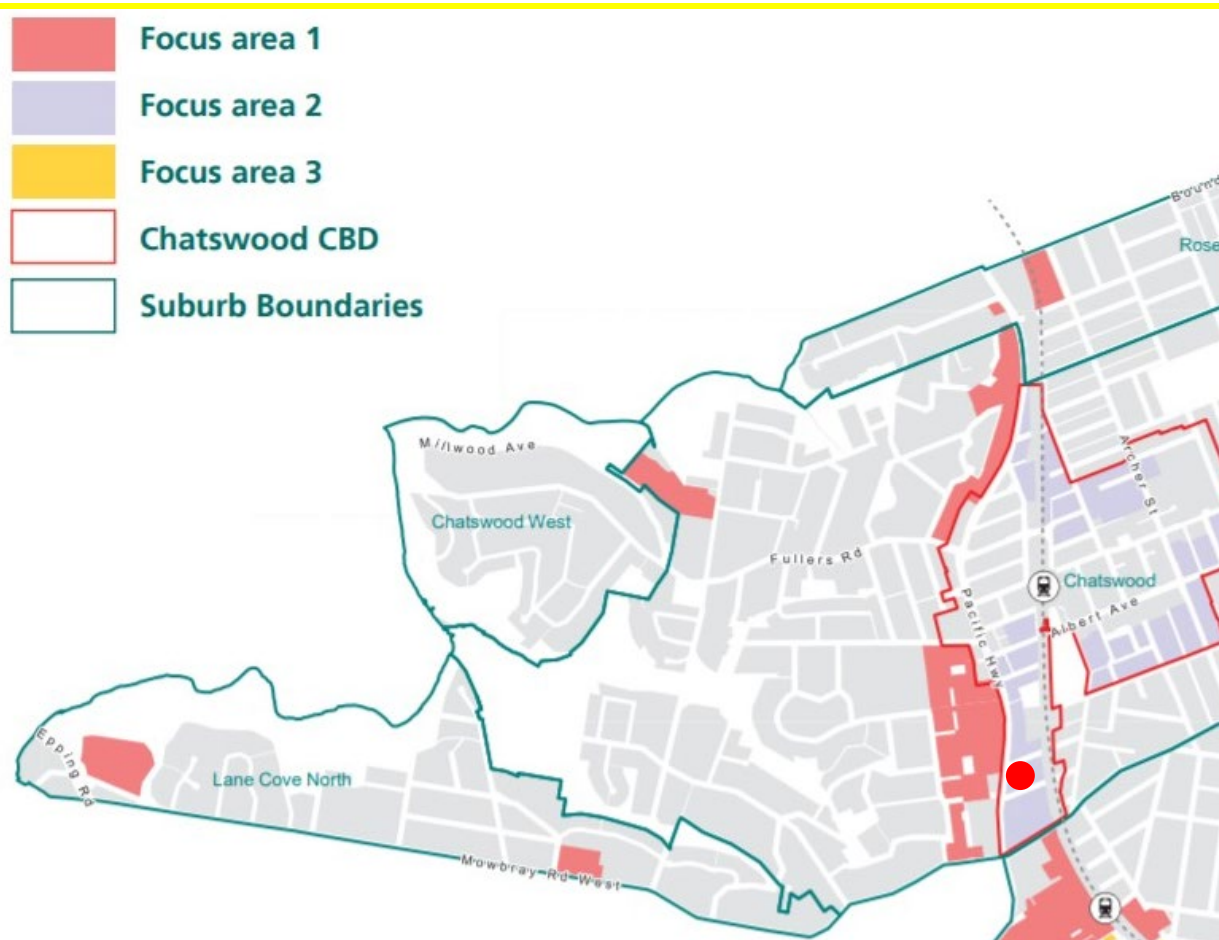 Focus area 1
Focus area 2
Focus area 3
Chatswood CBD
Suburb Boundaries
Millwood Ave
Archer St
Chatswood West
Fullers Rd
Chatswood
Albert Ave
Pacific Hwy
Epping Rd
Lane Cove North
Mowbray Rd West